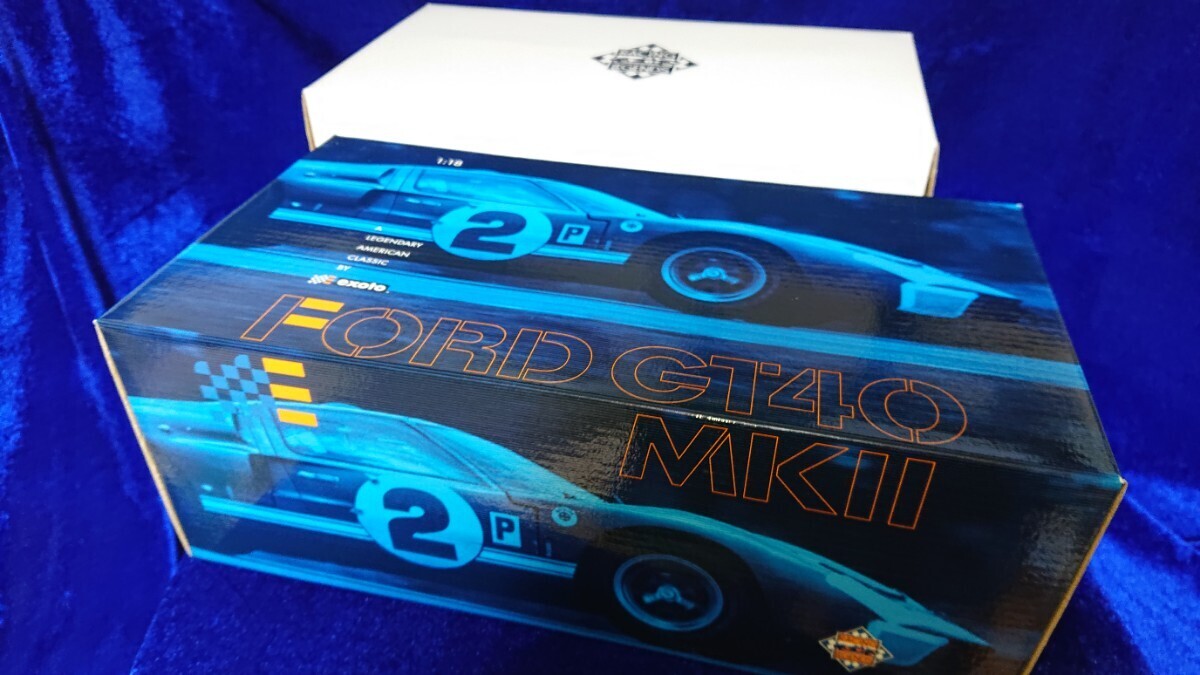 1:18
2
P
A
LEGENDARY
AMERICAN
CLASSIC
BY
exoto
FORD GT40
MKII
2
P